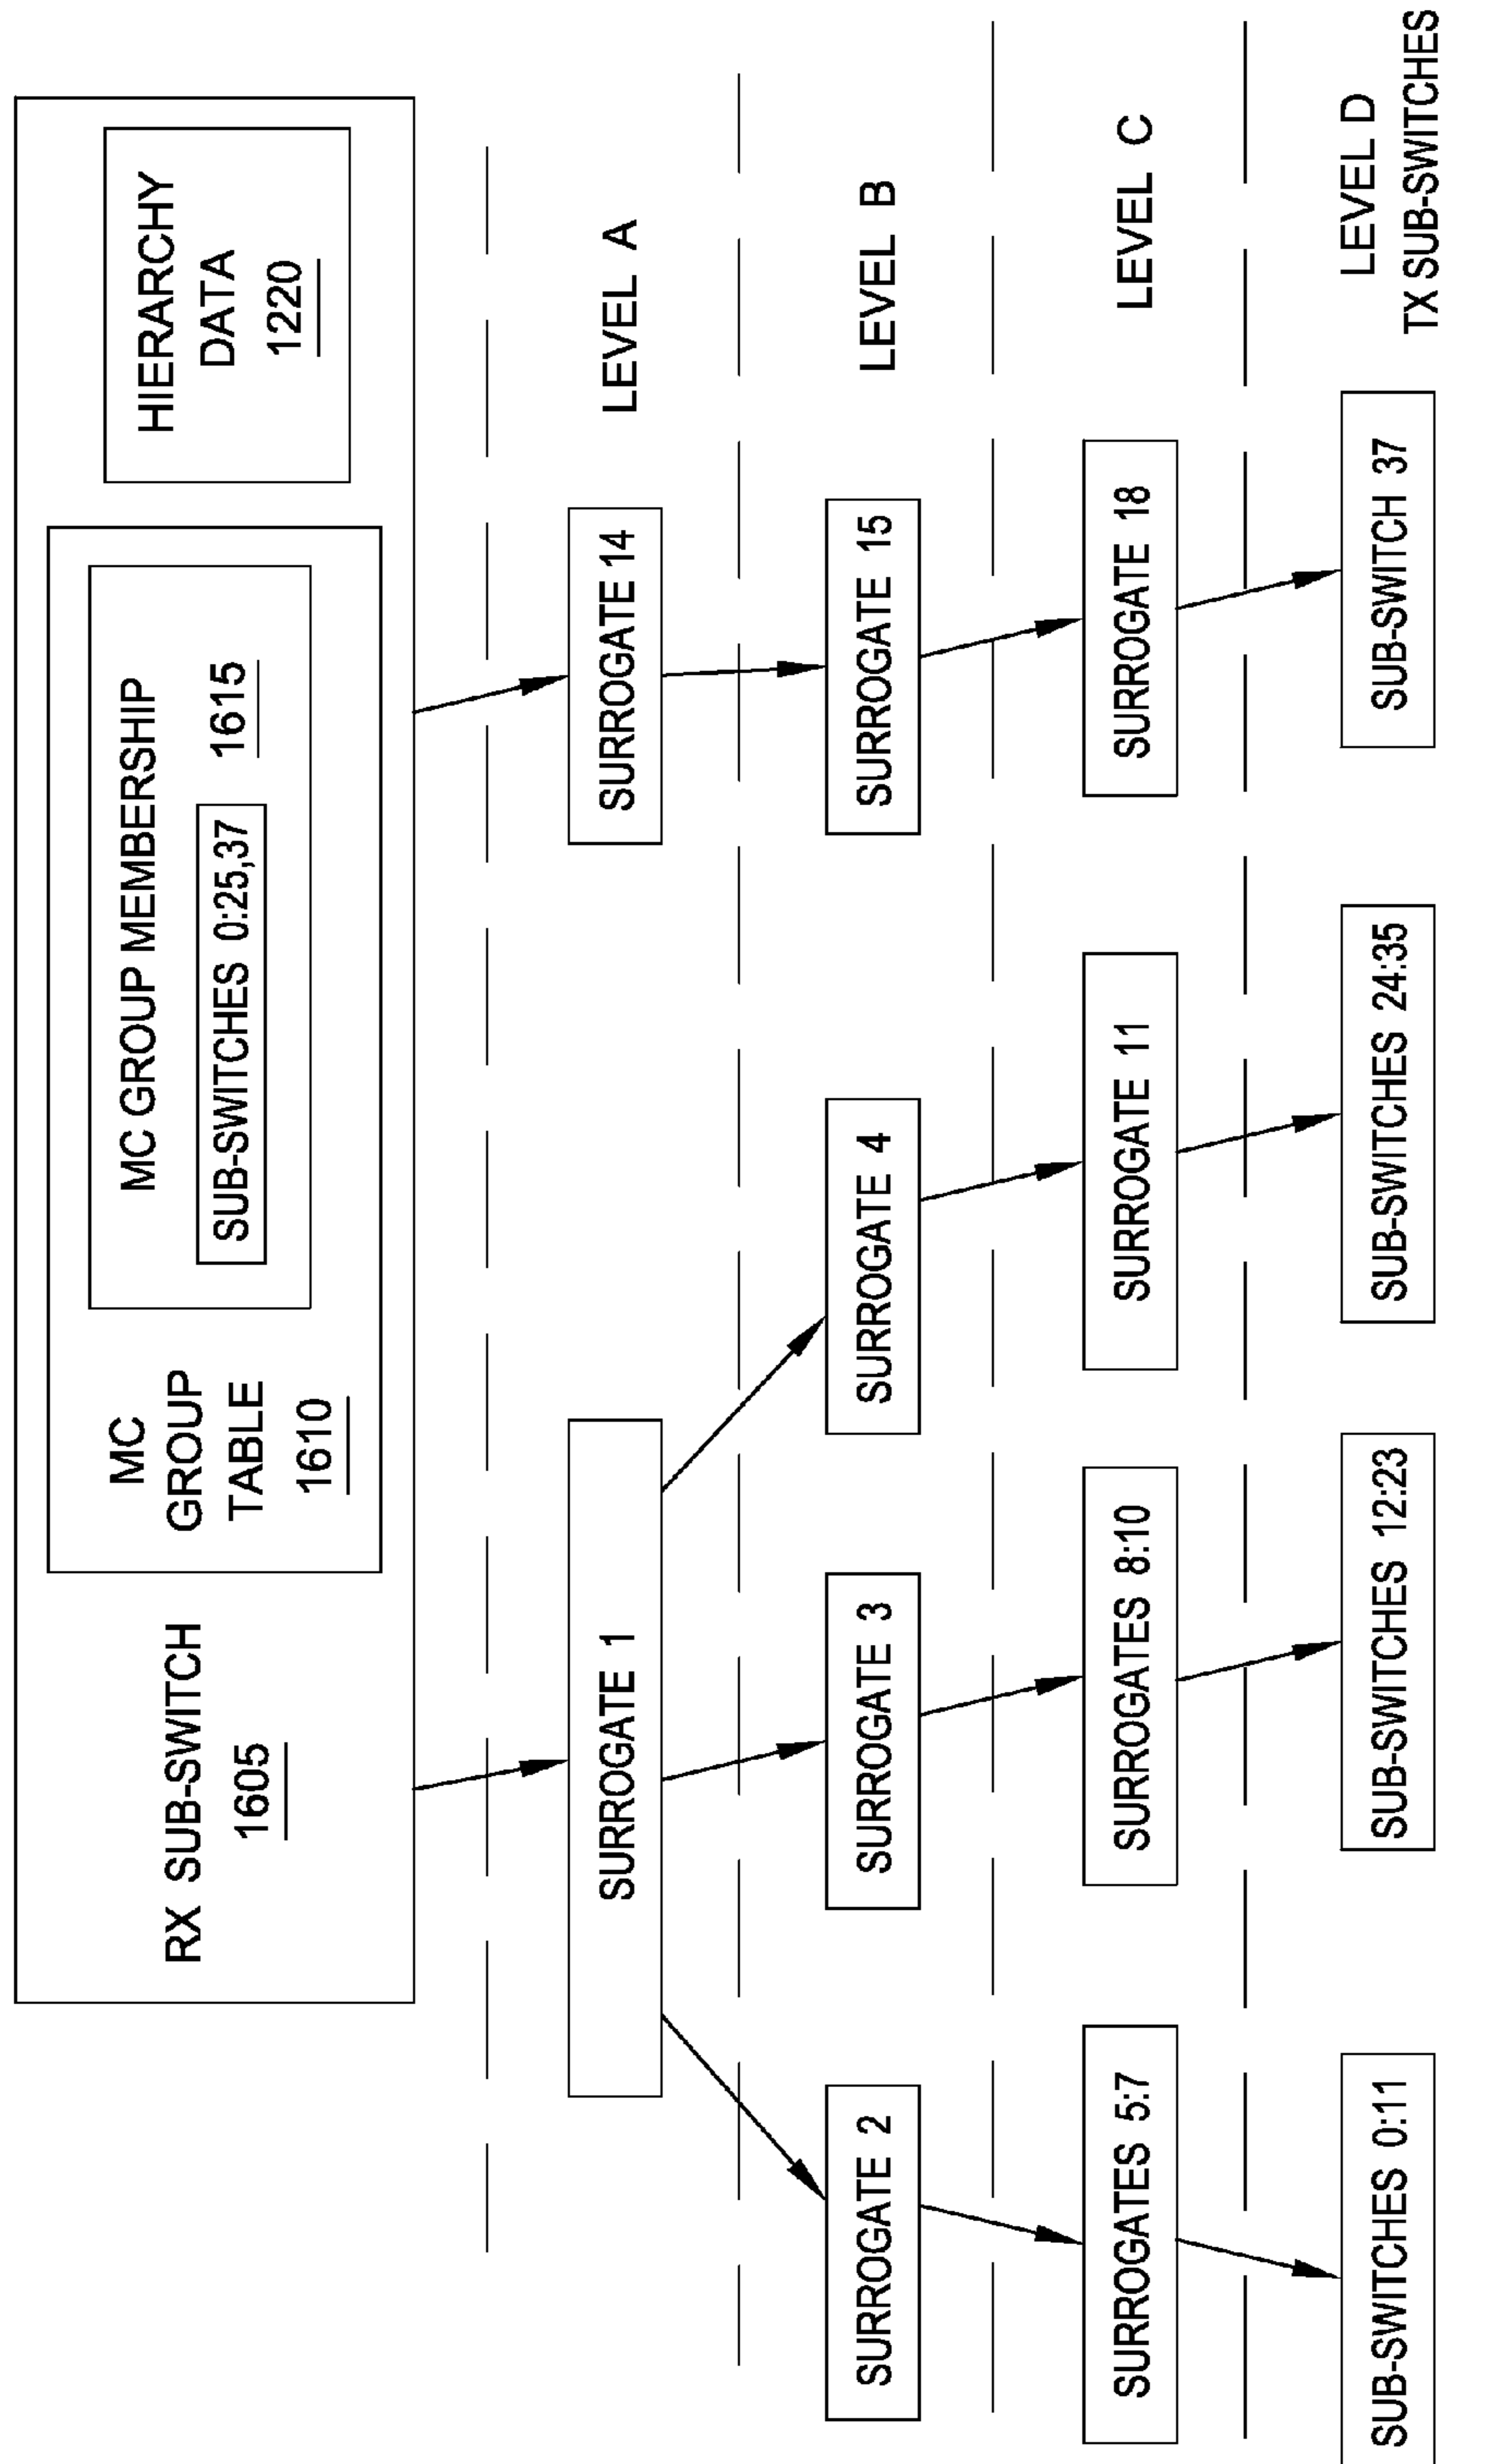 RX SUB-SWITCH
1605
MC
GROUP
TABLE
1610
MC GROUP MEMBERSHIP
SUB-SWITCHES 0:25,37
1615
HIERARCHY
DATA
1220
SURROGATE 1
SURROGATE 14
LEVEL A
SURROGATE 2
SURROGATE 3
SURROGATE 4
SURROGATE 15
LEVEL B
SURROGATES 5:7
SURROGATES 8:10
SURROGATE 11
SURROGATE 18
LEVEL C
SUB-SWITCHES 0:11
SUB-SWITCHES 12:23
SUB-SWITCHES 24:35
SUB-SWITCH 37
LEVEL D
TX SUB-SWITCHES